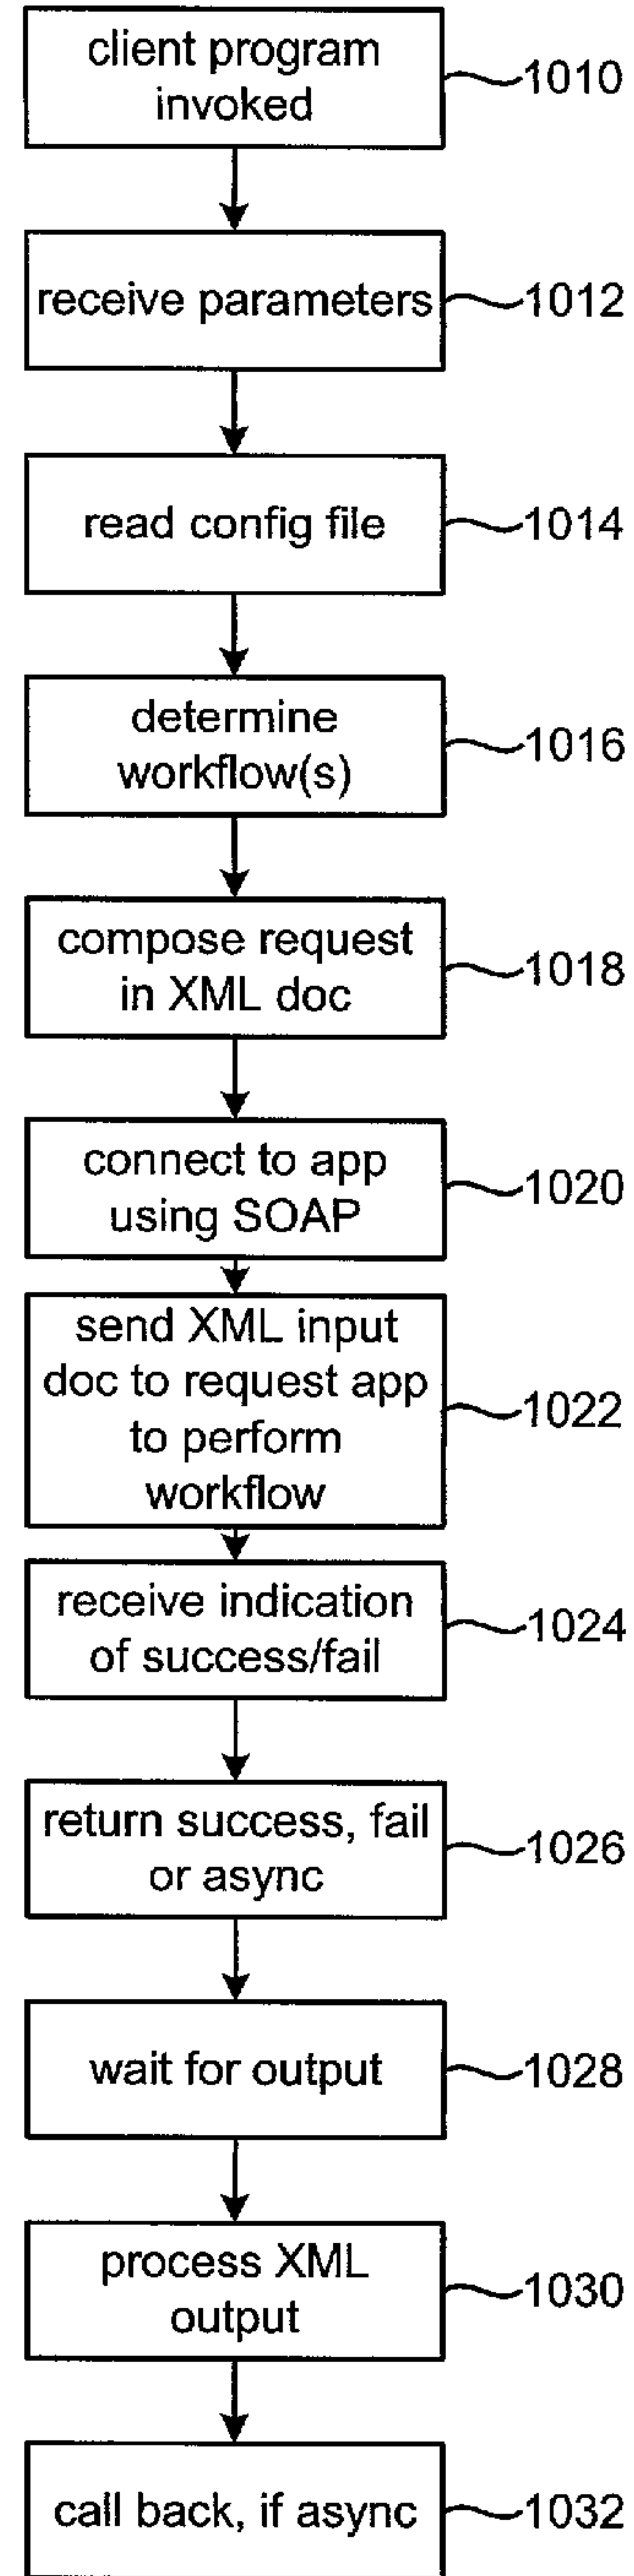 client program
invoked
1010
receive parameters
1012
read config file
1014
determine
workflow(s)
1016
compose request
in XML doc
1018
connect to app
using SOAP
1020
send XML input
doc to request app
to perform
workflow
1022
receive indication
of success/fail
1024
return success, fail
or async
1026
wait for output
1028
process XML
output
1030
call back, if async
1032